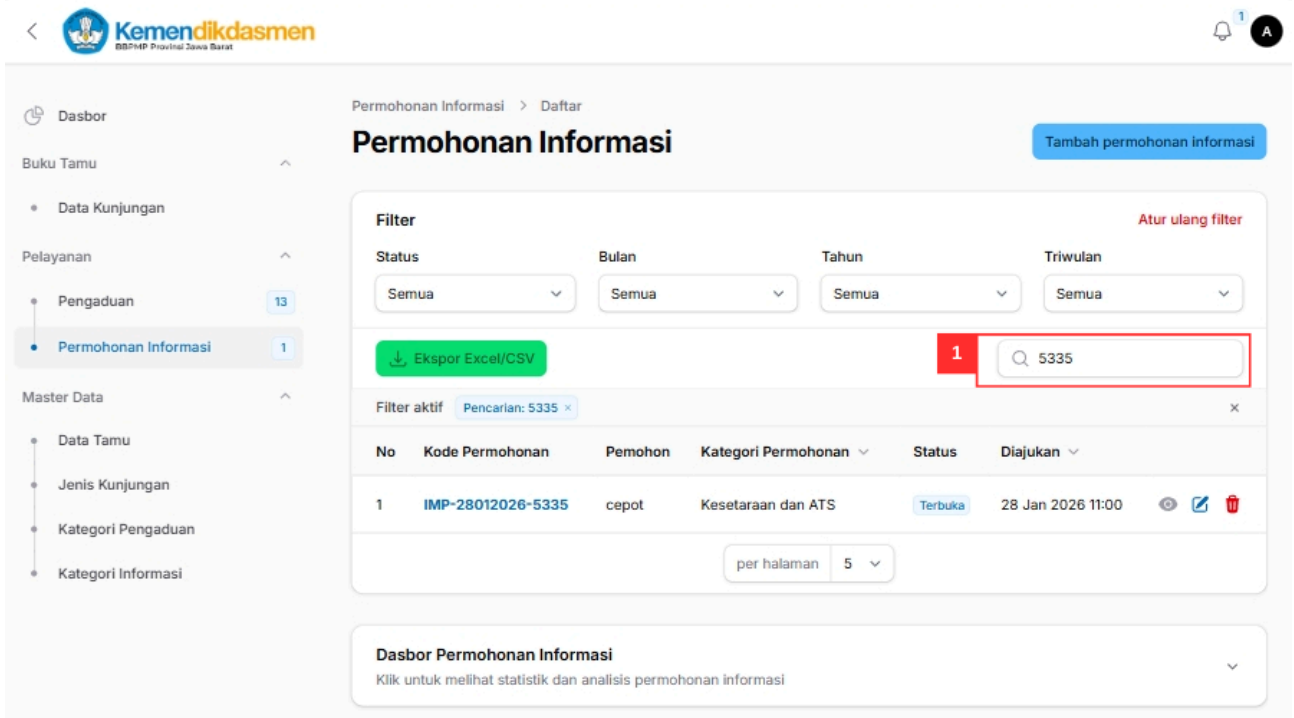 Kemendikdasmen
BBPMP Provinsi Jawa Barat
1
A
Dasbor
Buku Tamu
Data Kunjungan
Pelayanan
Pengaduan 13
Permohonan Informasi 1
Master Data
Data Tamu
Jenis Kunjungan
Kategori Pengaduan
Kategori Informasi
Permohonan Informasi > Daftar
Permohonan Informasi
Tambah permohonan informasi
Filter
Atur ulang filter
Status Bulan Tahun Triwulan
Semua Semua Semua Semua
Ekspor Excel/CSV
1
5335
Filter aktif Pencarian: 5335 ×
×
No Kode Permohonan Pemohon Kategori Permohonan Status Diajukan
1 IMP-28012026-5335 cepot Kesetaraan dan ATS Terbuka 28 Jan 2026 11:00
per halaman 5
Dasbor Permohonan Informasi
Klik untuk melihat statistik dan analisis permohonan informasi